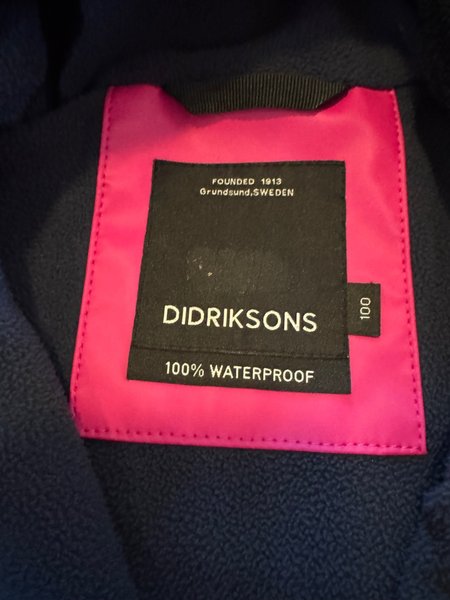 FOUNDED 1913
Grundsund,SWEDEN
DIDRIKSONS
100
100% WATERPROOF